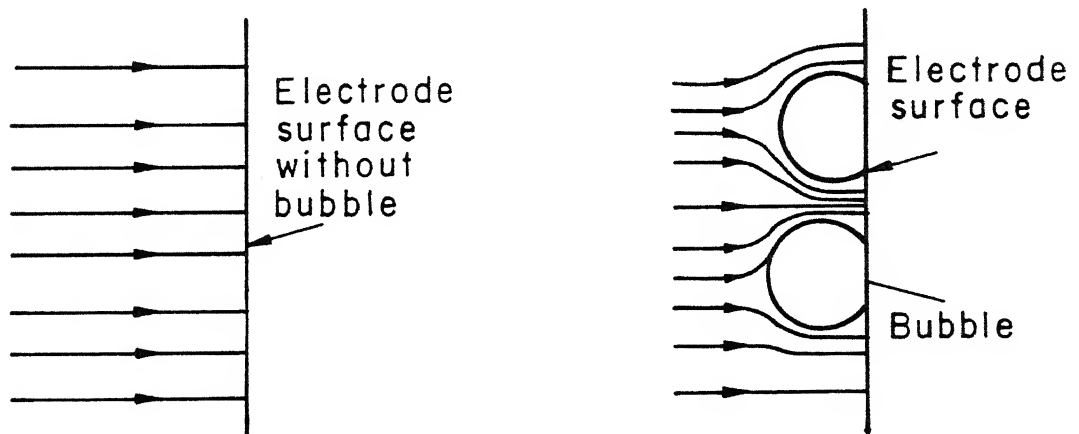 Electrode
surface
without
bubble
Electrode
surface
Bubble